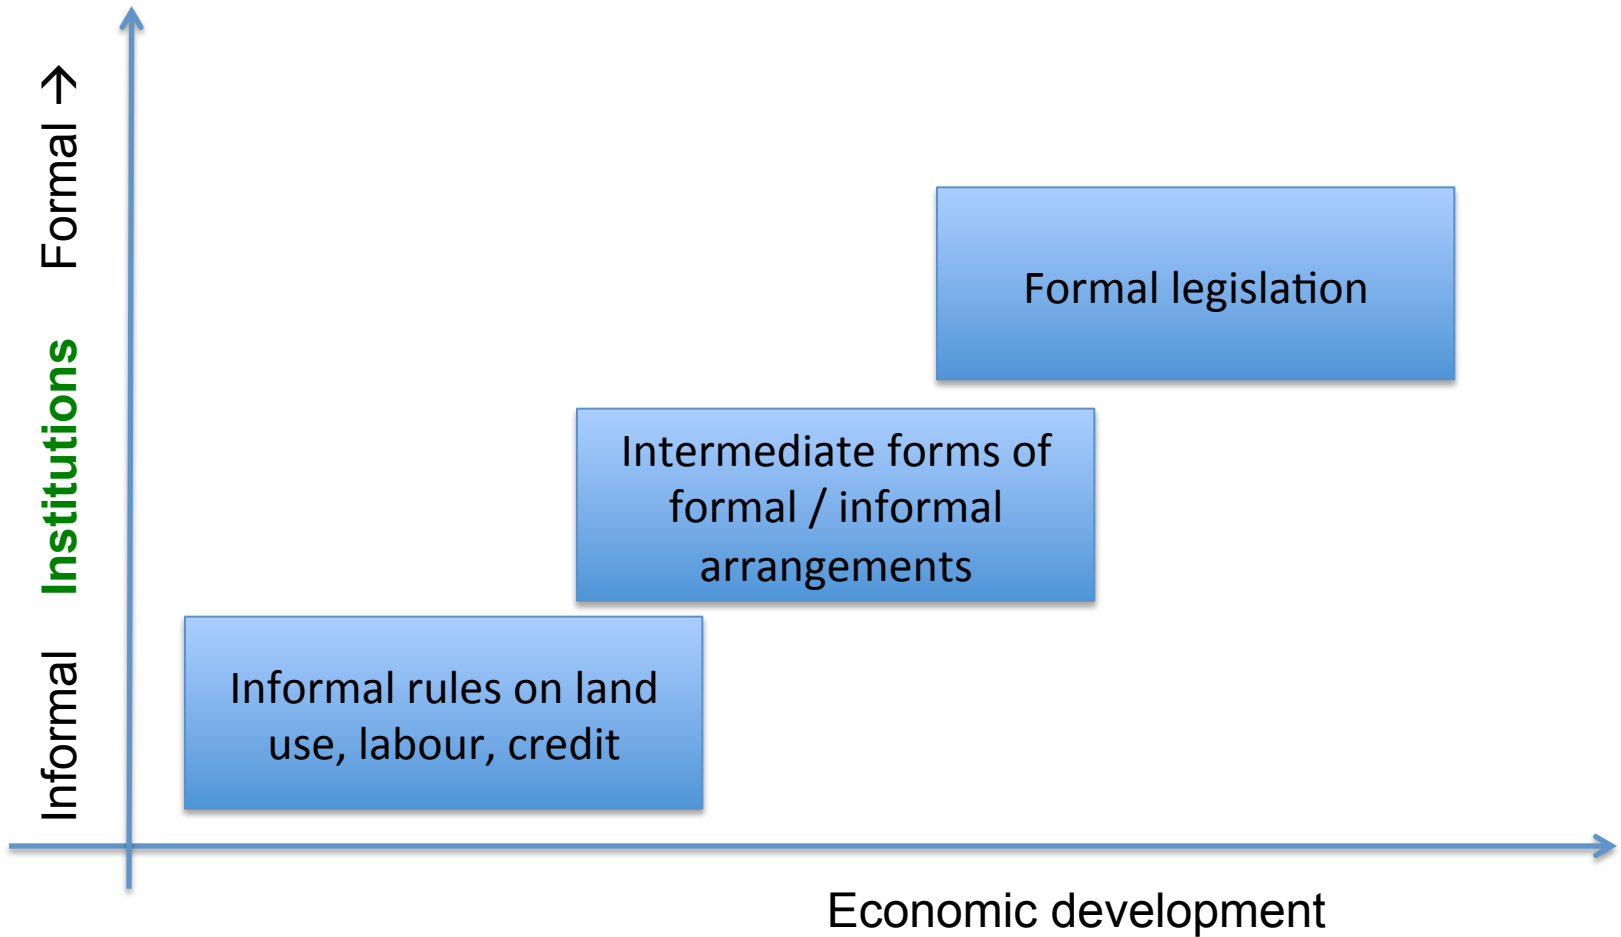 Formal →
Institutions
Informal
Formal legislation
Intermediate forms of
formal / informal
arrangements
Informal rules on land
use, labour, credit
Economic development